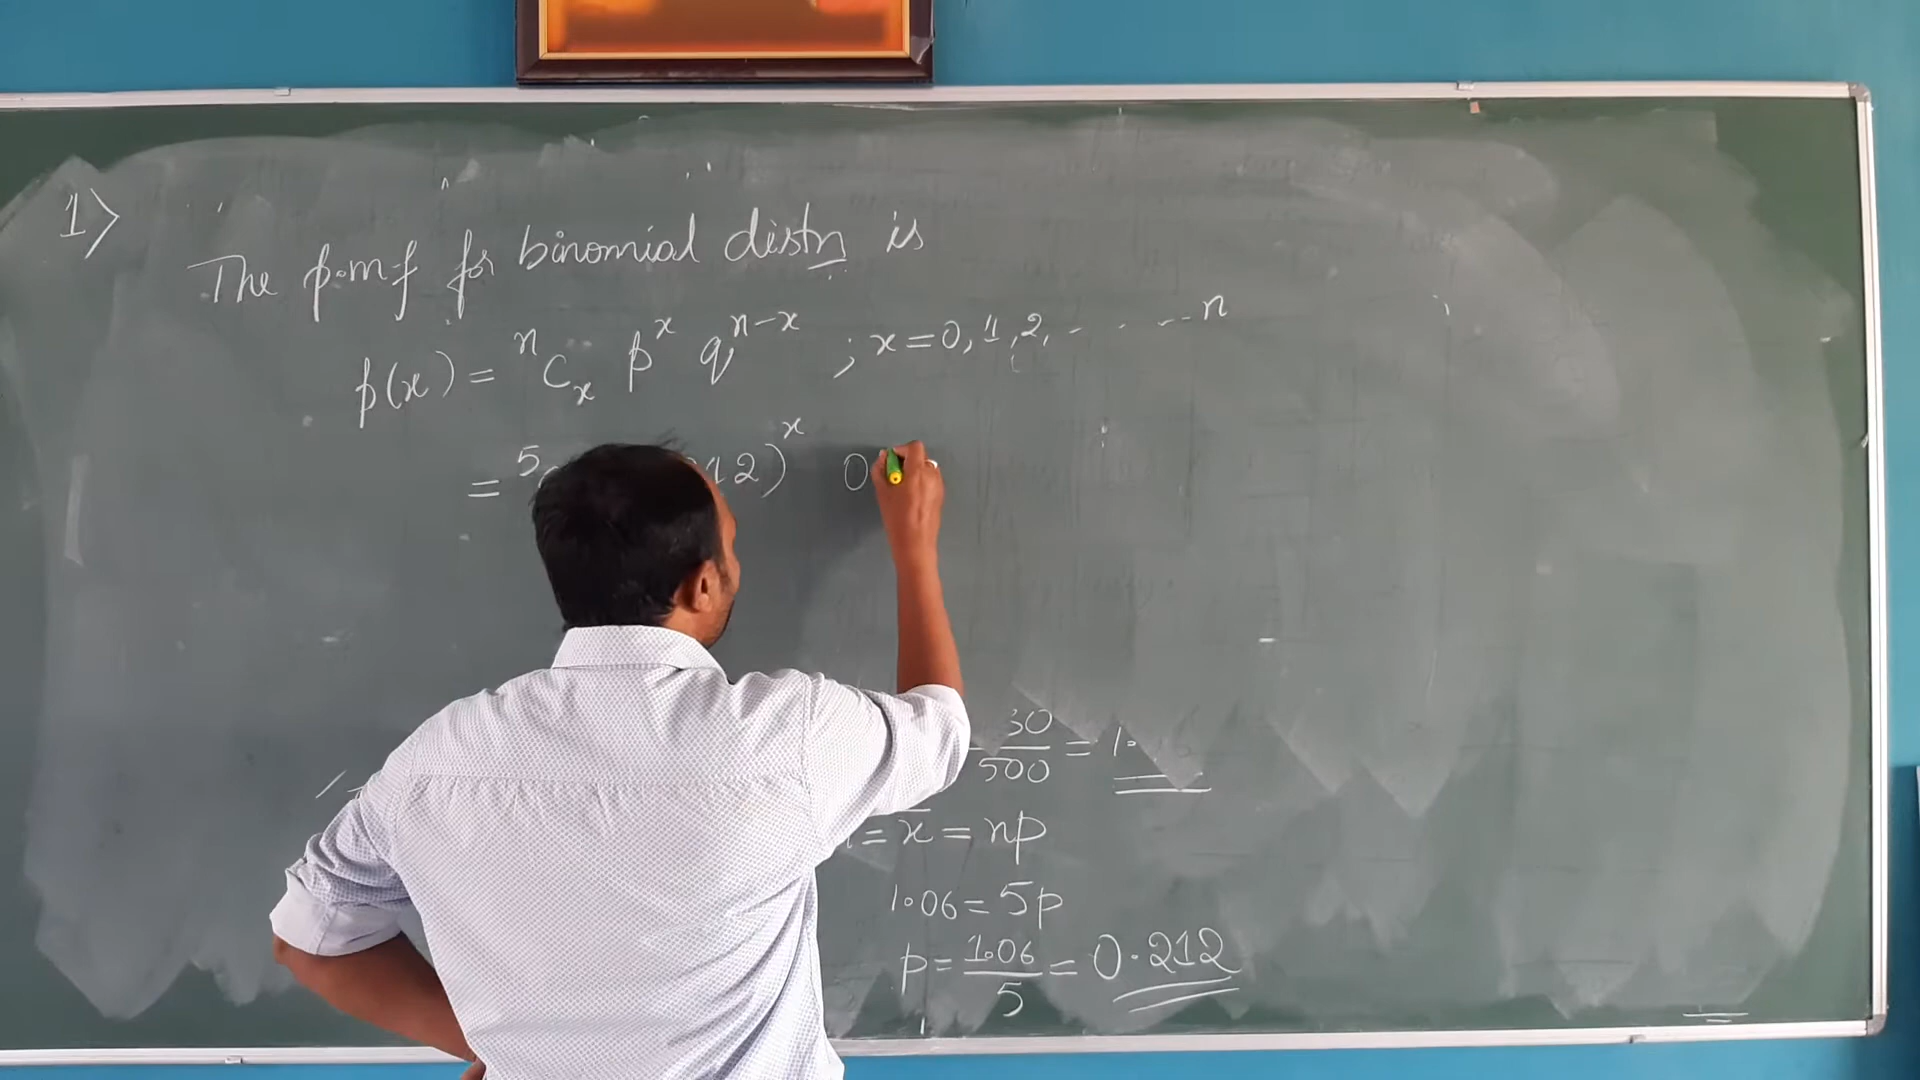 1)
The p.m.f for binomial distn is
p(x) = ⁿCₓ pˣ qⁿ⁻ˣ ; x = 0, 1, 2, - - - - n
= 5 12)ˣ 0
30/500 = 1.
= x̄ = np
1.06 = 5p
p = 1.06/5 = 0.212